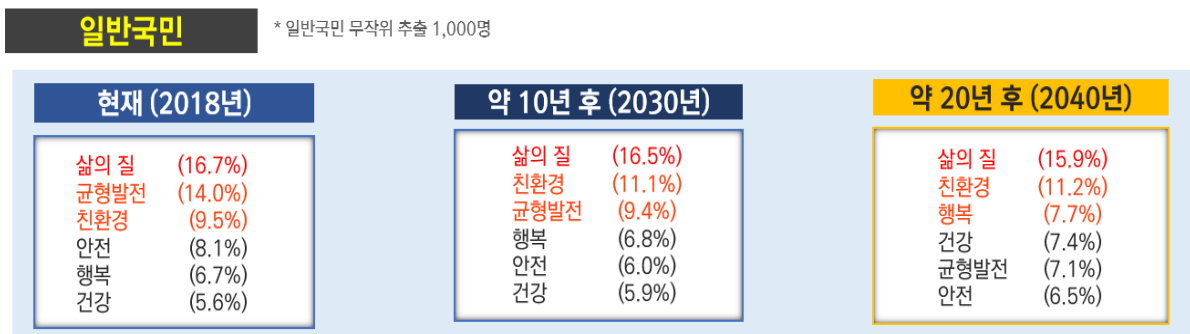 일반국민
* 일반국민 무작위 추출 1,000명
현재 (2018년)
삶의 질 (16.7%)
균형발전 (14.0%)
친환경 (9.5%)
안전 (8.1%)
행복 (6.7%)
건강 (5.6%)
약 10년 후 (2030년)
삶의 질 (16.5%)
친환경 (11.1%)
균형발전 (9.4%)
행복 (6.8%)
안전 (6.0%)
건강 (5.9%)
약 20년 후 (2040년)
삶의 질 (15.9%)
친환경 (11.2%)
행복 (7.7%)
건강 (7.4%)
균형발전 (7.1%)
안전 (6.5%)